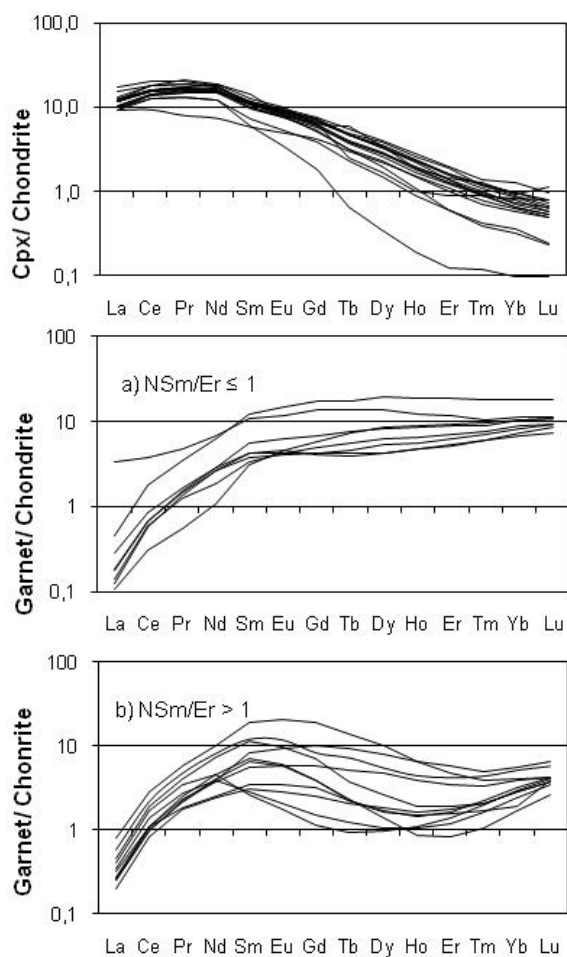 100,0
10,0
1,0
0,1
Cpx/ Chondrite
La Ce Pr Nd Sm Eu Gd Tb Dy Ho Er Tm Yb Lu
100
a) NSm/Er ≤ 1
10
1
0,1
Garnet/ Chondrite
La Ce Pr Nd Sm Eu Gd Tb Dy Ho Er Tm Yb Lu
100
b) NSm/Er > 1
10
1
0,1
Garnet/ Chonrite
La Ce Pr Nd Sm Eu Gd Tb Dy Ho Er Tm Yb Lu